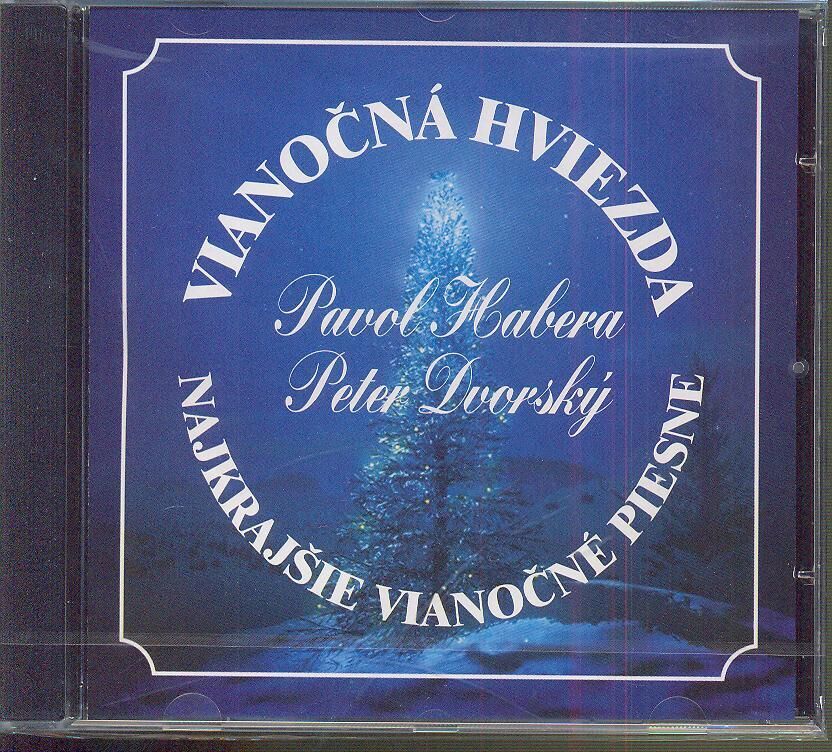 VIANOČNÁ HVIEZDA
Pavol Habera
Peter Dvorský
NAJKRAJŠIE VIANOČNÉ PIESNE